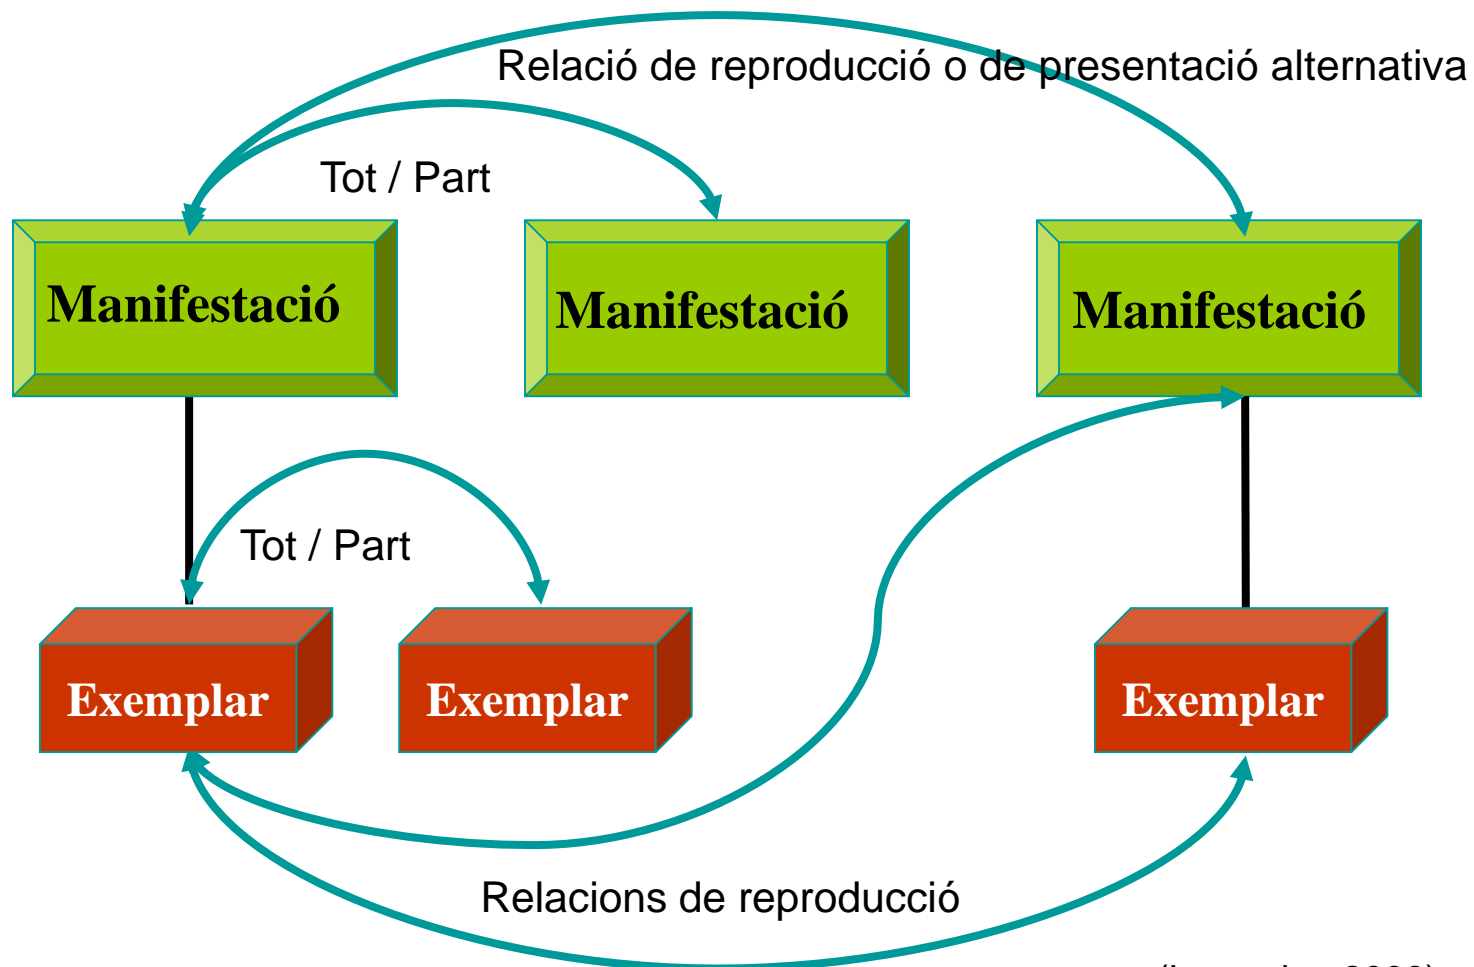 Relació de reproducció o de presentació alternativa
Tot / Part
Manifestació
Manifestació
Manifestació
Tot / Part
Exemplar
Exemplar
Exemplar
Relacions de reproducció